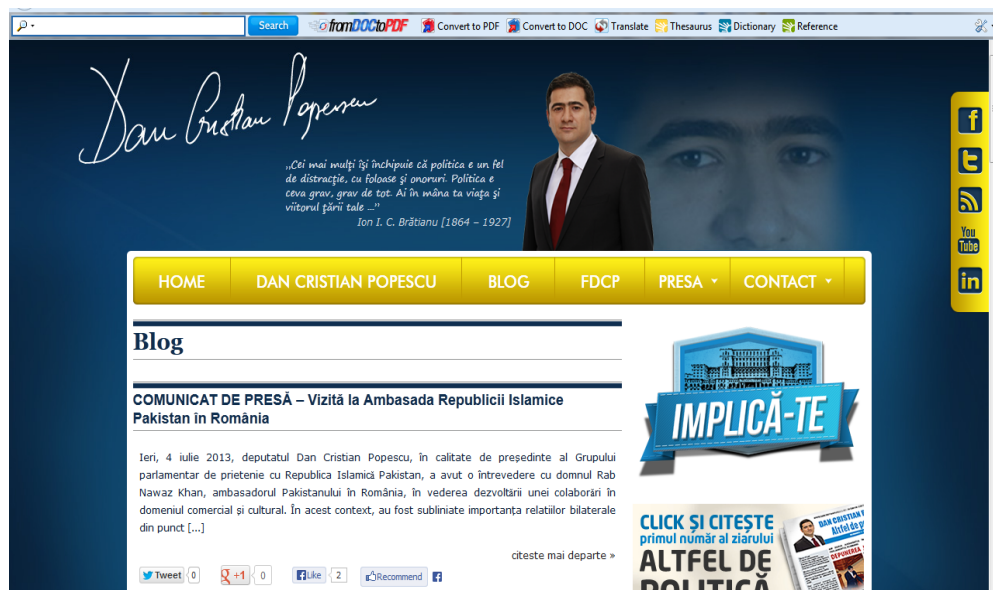 Search fromDOCtoPDF Convert to PDF Convert to DOC Translate Thesaurus Dictionary Reference
Dan Cristian Popescu
„Cei mai mulţi îşi închipuie că politica e un fel
de distracţie, cu foloase şi onoruri. Politica e
ceva grav, grav de tot. Ai în mâna ta viaţa şi
viitorul ţării tale ...”
Ion I. C. Brătianu [1864 – 1927]
You
Tube
in
HOME DAN CRISTIAN POPESCU BLOG FDCP PRESA CONTACT
Blog
COMUNICAT DE PRESĂ – Vizită la Ambasada Republicii Islamice
Pakistan în România
Ieri, 4 iulie 2013, deputatul Dan Cristian Popescu, în calitate de preşedinte al Grupului
parlamentar de prietenie cu Republica Islamică Pakistan, a avut o întrevedere cu domnul Rab
Nawaz Khan, ambasadorul Pakistanului în România, în vederea dezvoltării unei colaborări în
domeniul comercial şi cultural. În acest context, au fost subliniate importanţa relatiilor bilaterale
din punct [...]
citeste mai departe »
Tweet 0 +1 0 Like 2 Recommend
IMPLICĂ-TE
CLICK ŞI CITEŞTE
primul număr al ziarului
ALTFEL DE
POLITICĂ
DAN CRISTIAN
Altfel de
DEPUNEREA